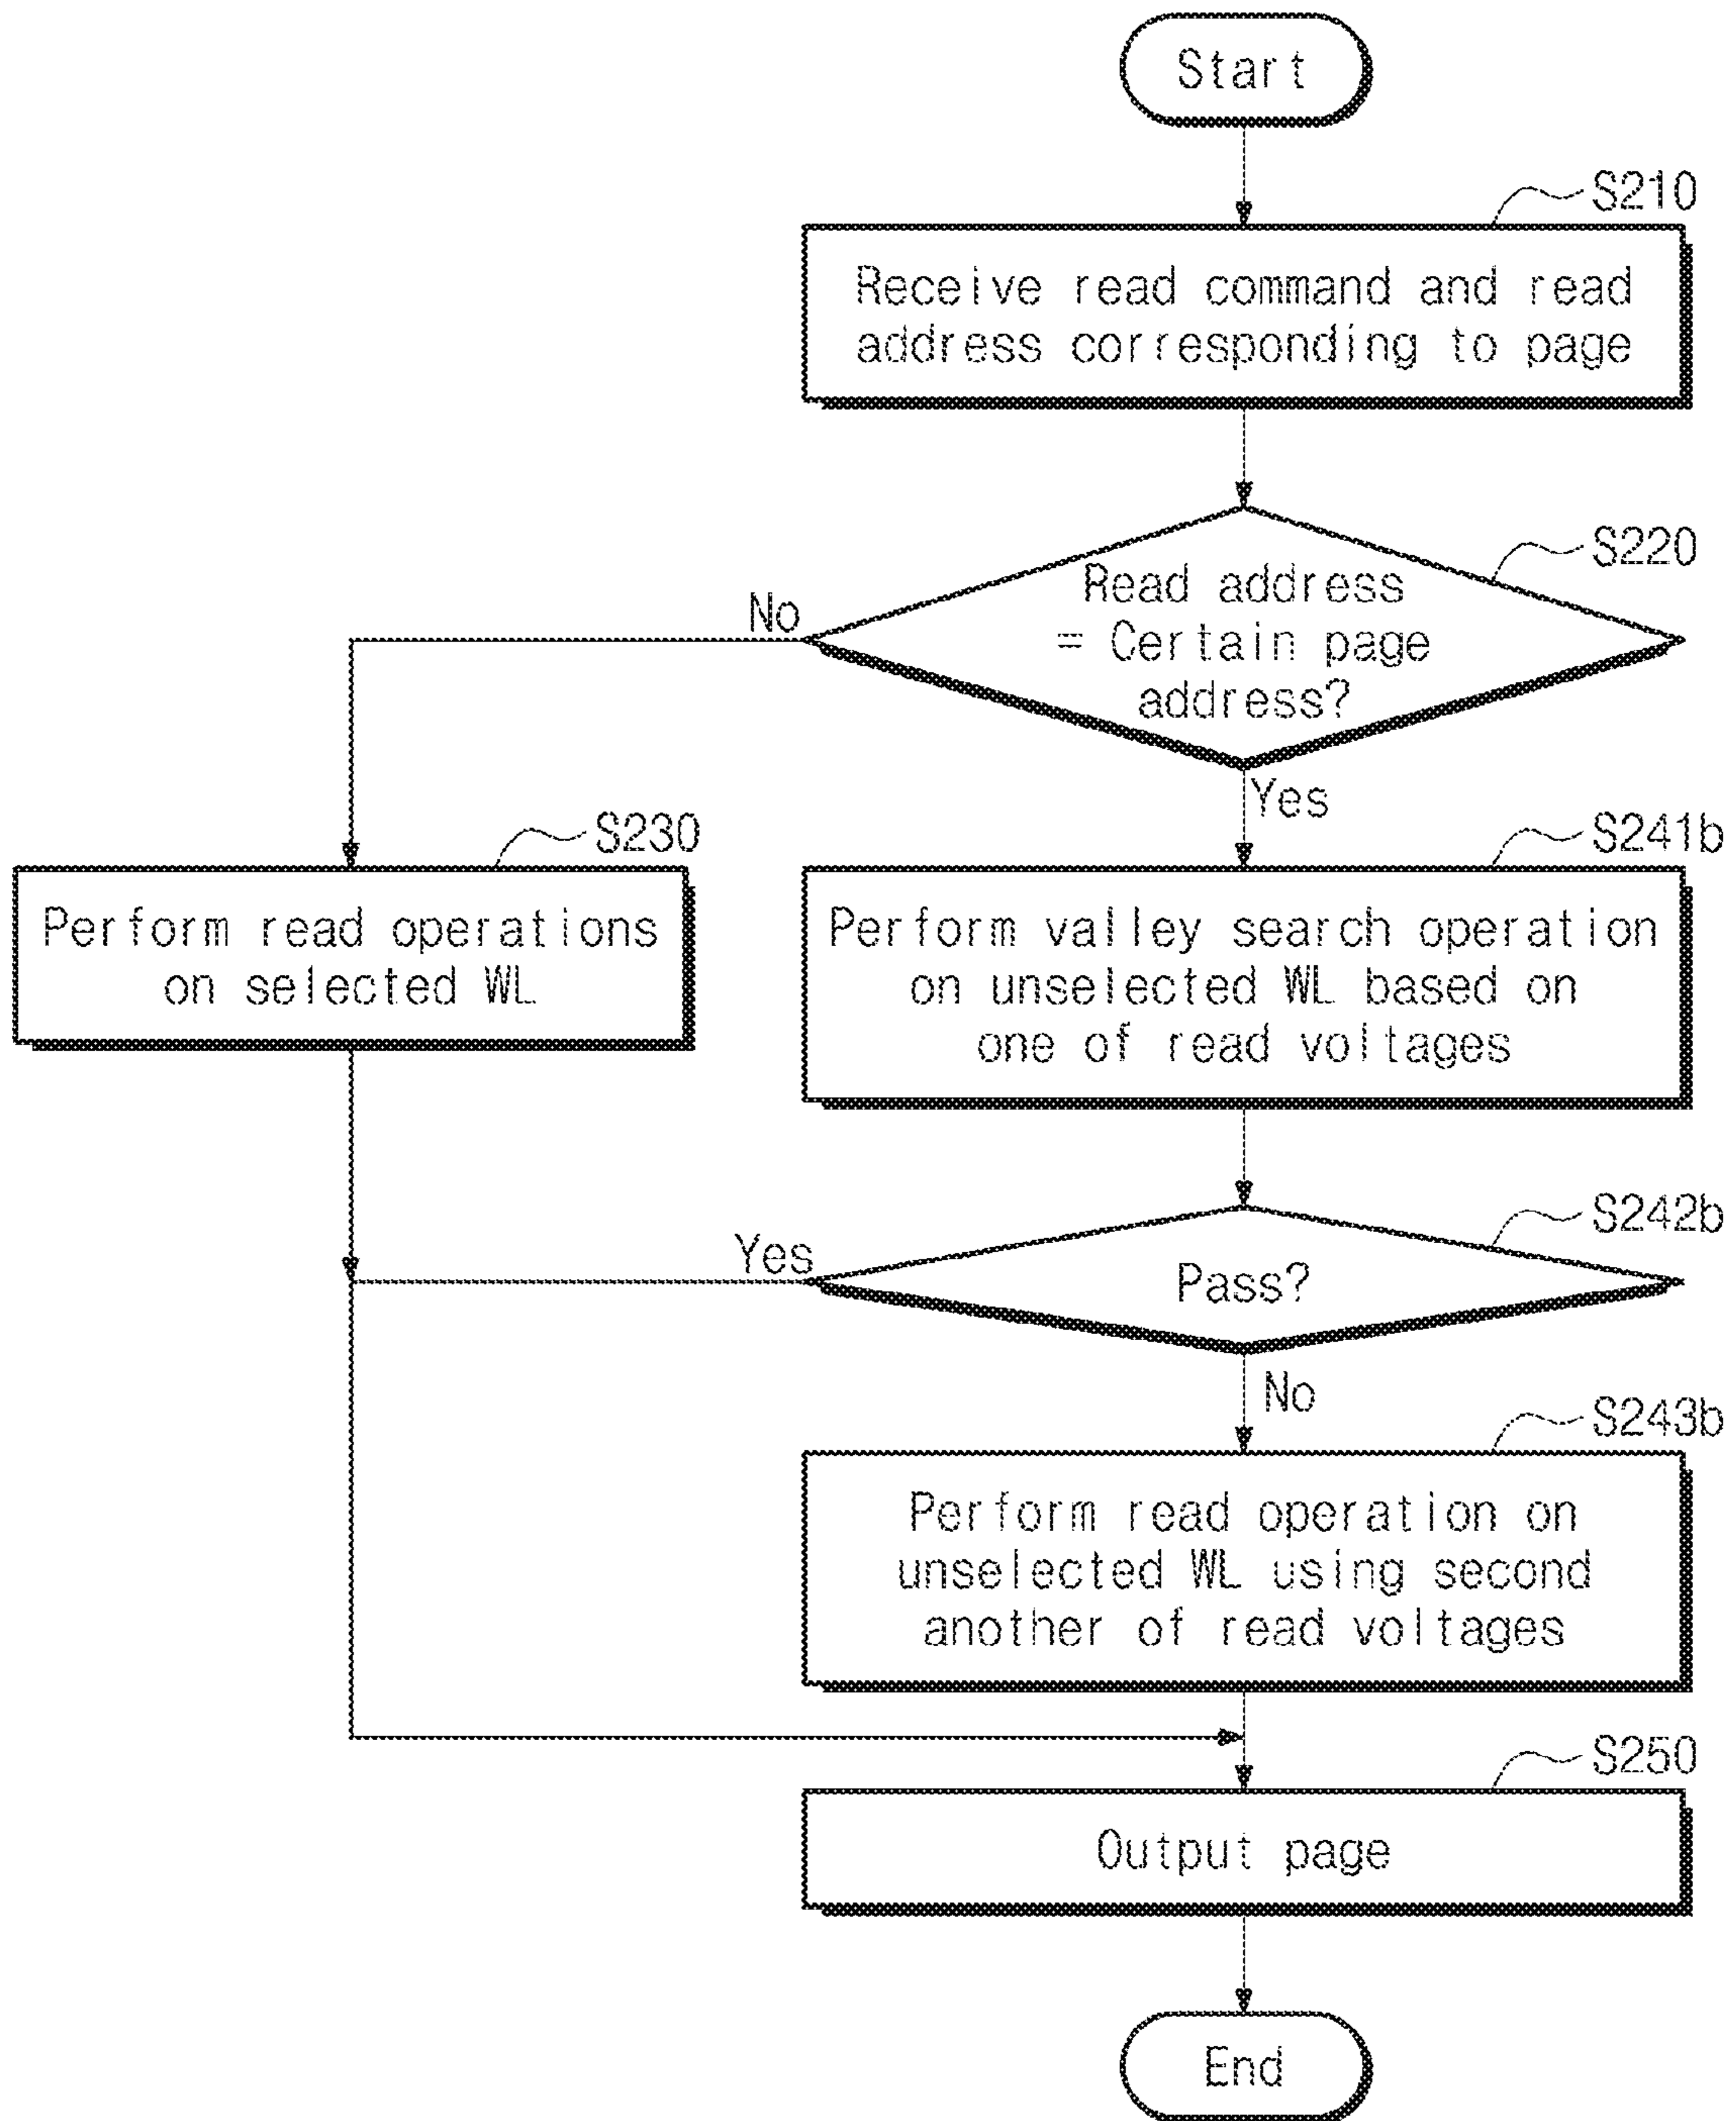 Start
S210
Receive read command and read
address corresponding to page
S220
Read address
= Certain page
address?
No
Yes
S230
Perform read operations
on selected WL
S241b
Perform valley search operation
on unselected WL based on
one of read voltages
S242b
Yes
Pass?
No
S243b
Perform read operation on
unselected WL using second
another of read voltages
S250
Output page
End